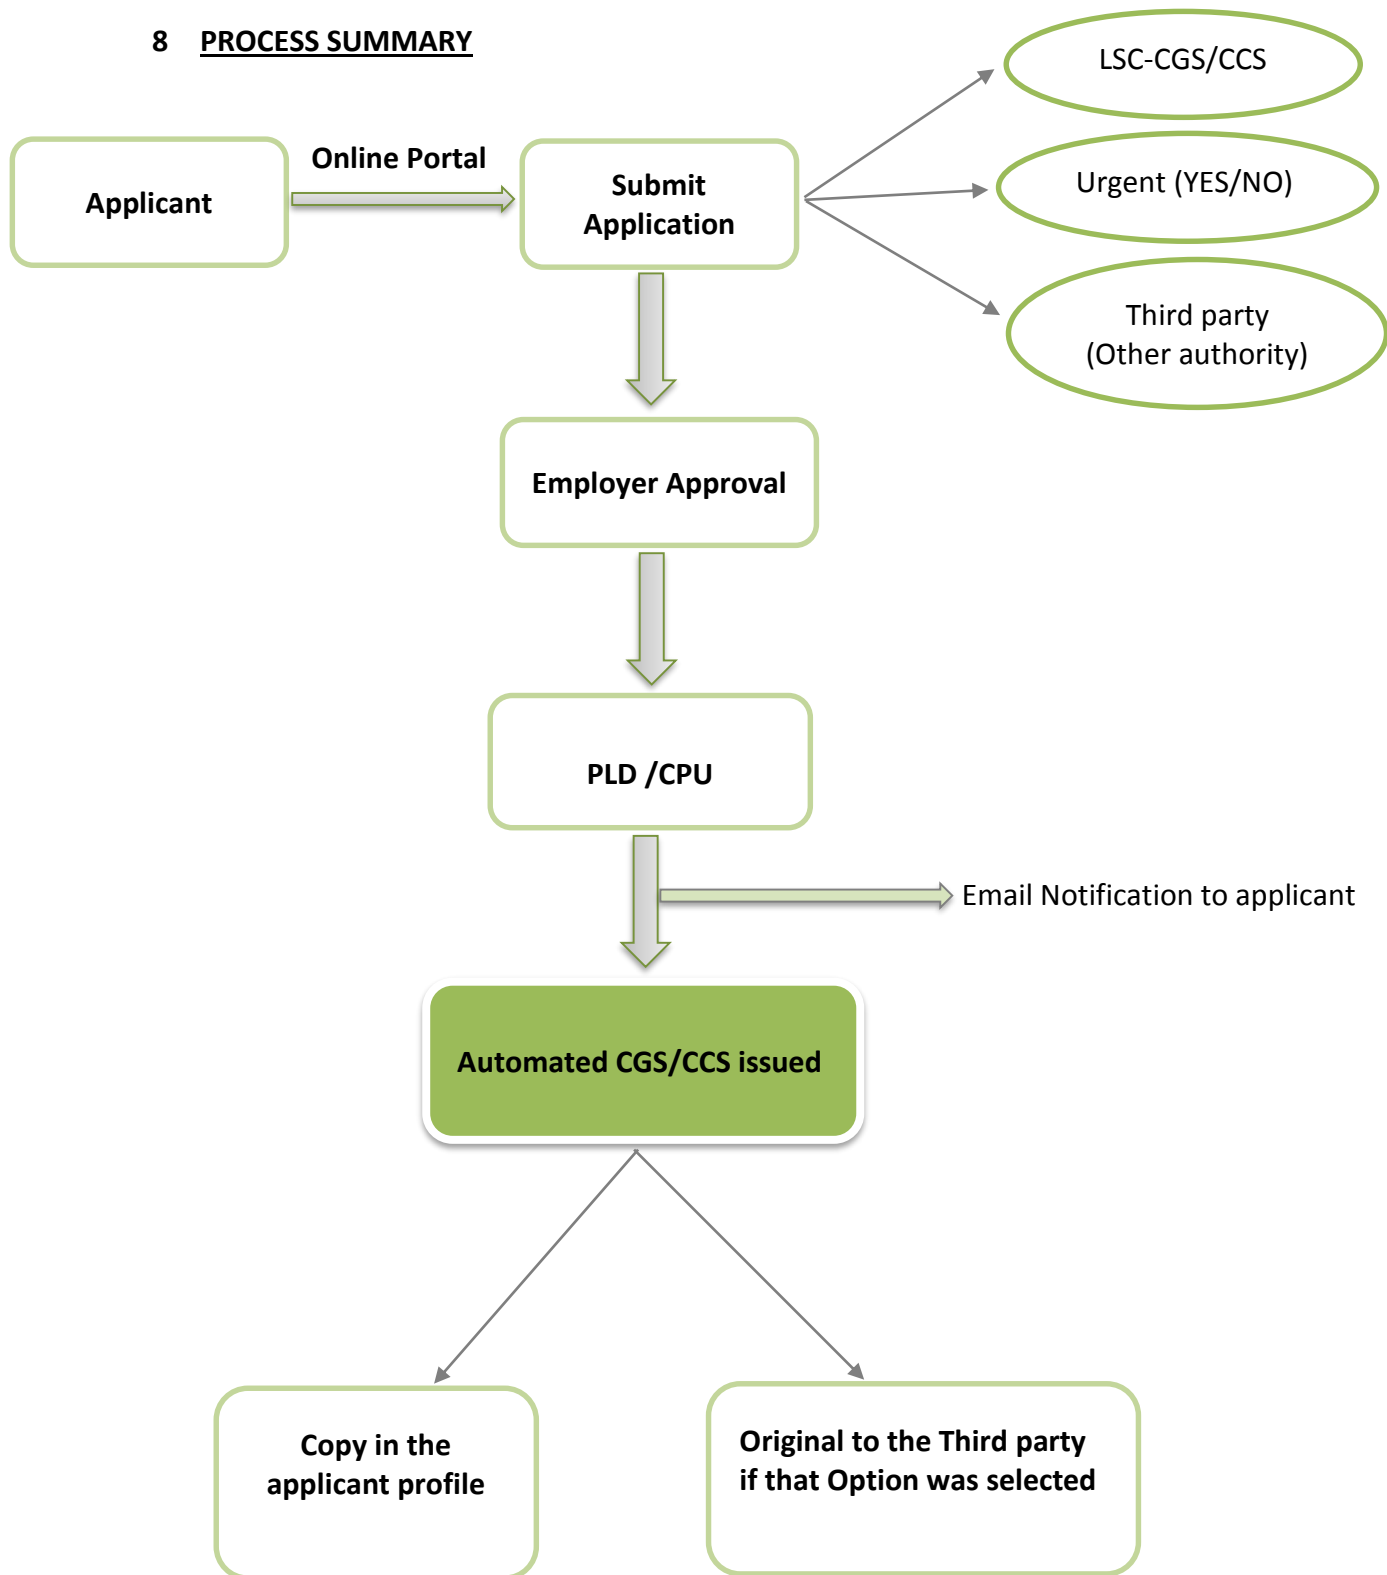 8 PROCESS SUMMARY
LSC-CGS/CCS
Online Portal
Applicant
Submit
Application
Urgent (YES/NO)
Third party
(Other authority)
Employer Approval
PLD /CPU
Email Notification to applicant
Automated CGS/CCS issued
Copy in the
applicant profile
Original to the Third party
if that Option was selected